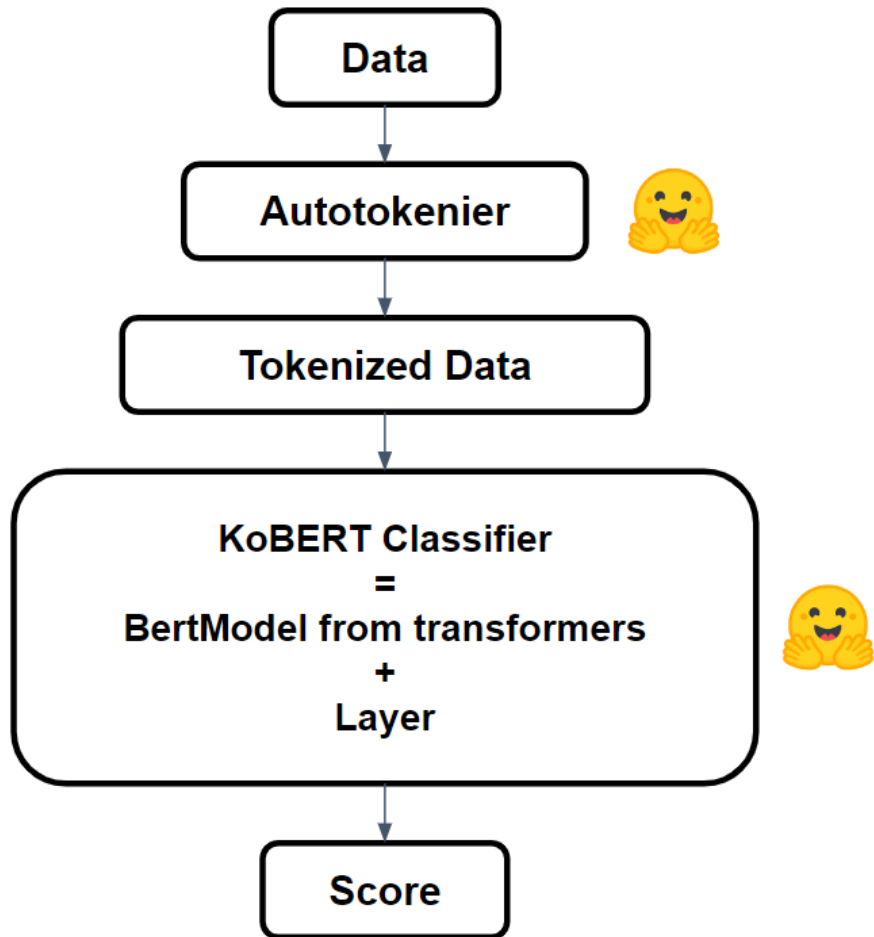 Data
Autotokenier
Tokenized Data
KoBERT Classifier
=
BertModel from transformers
+
Layer
Score